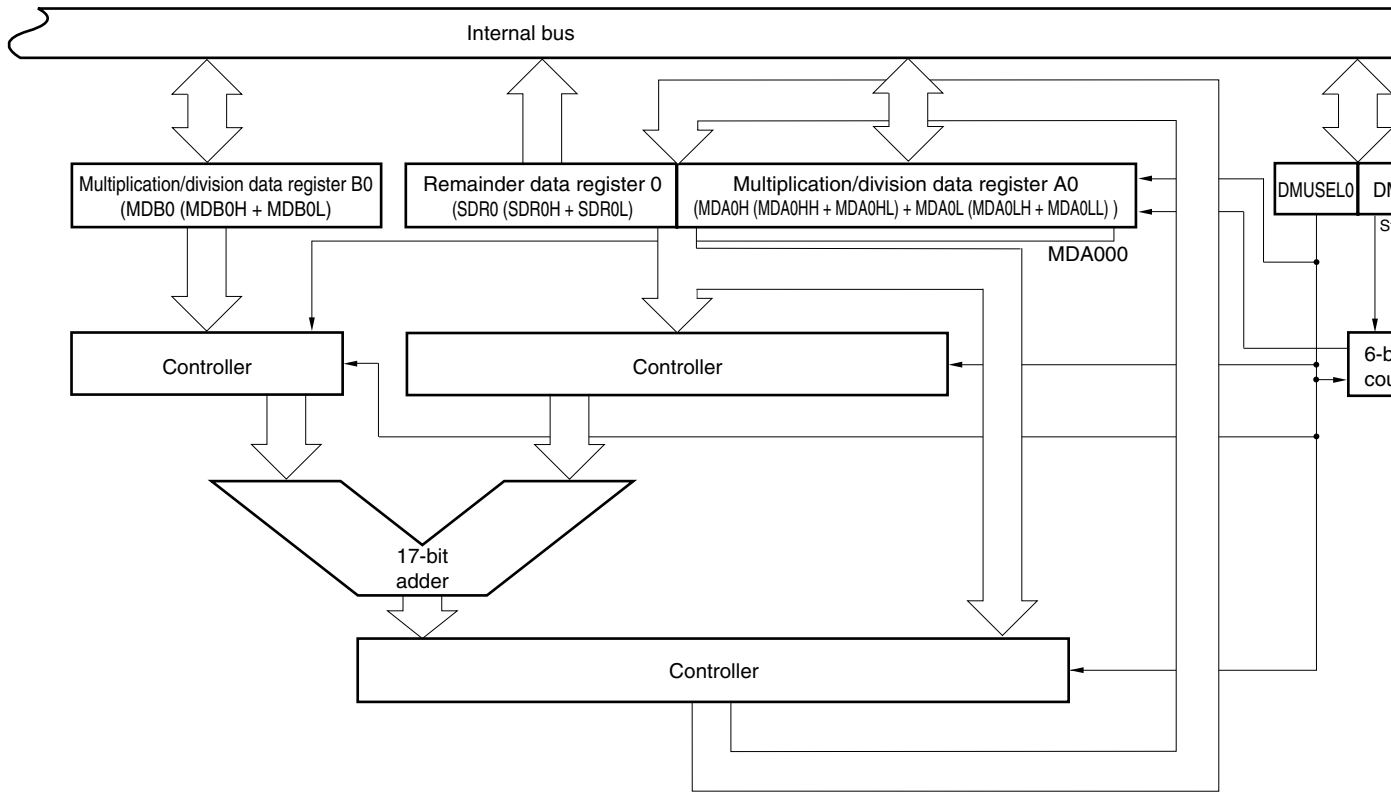 Internal bus
Multiplication/division data register B0
(MDB0 (MDB0H + MDB0L)
Remainder data register 0
(SDR0 (SDR0H + SDR0L)
Multiplication/division data register A0
(MDA0H (MDA0HH + MDA0HL) + MDA0L (MDA0LH + MDA0LL) )
DMUSEL0
MDA000
Controller
Controller
17-bit
adder
Controller